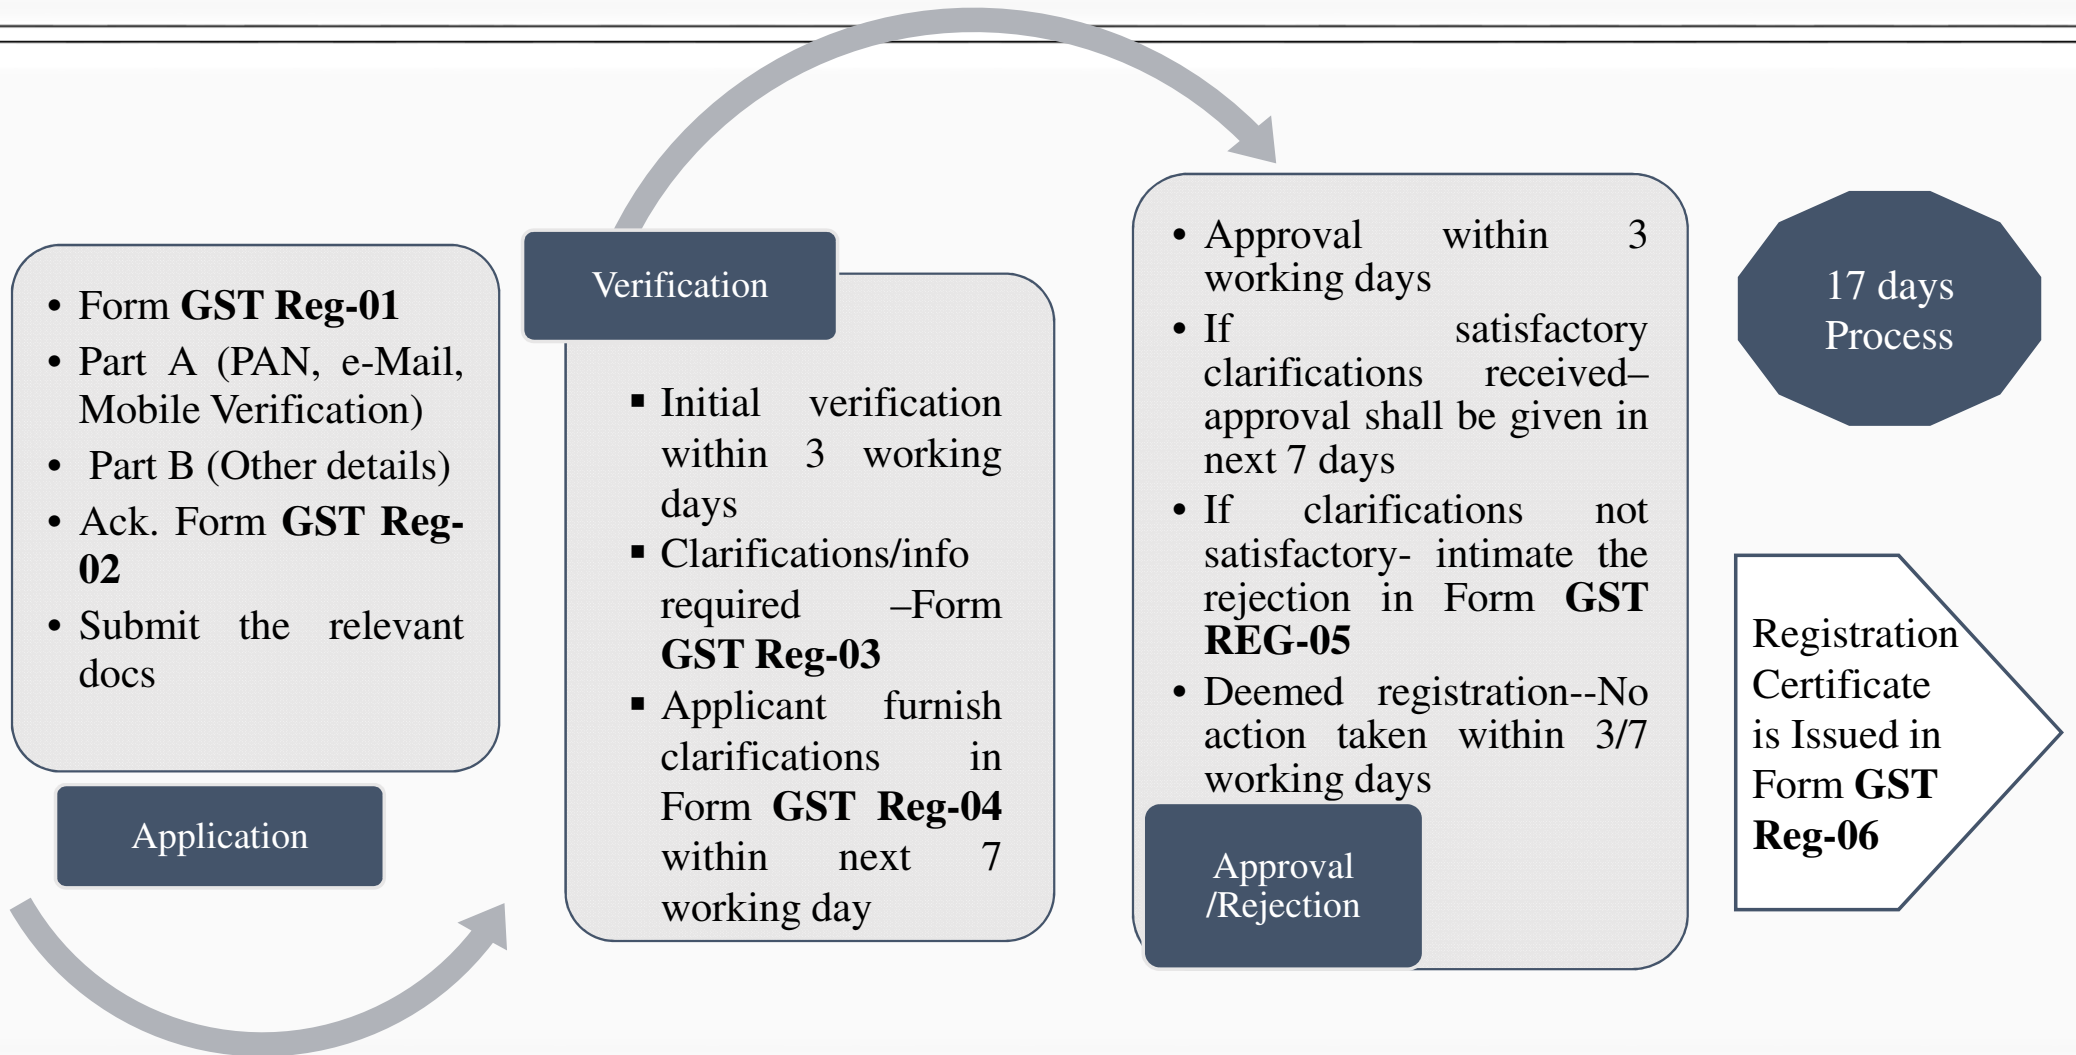 • Form GST Reg-01
• Part A (PAN, e-Mail,
Mobile Verification)
• Part B (Other details)
• Ack. Form GST Reg-
02
• Submit the relevant
docs
Application
Verification
▪ Initial verification
within 3 working
days
▪ Clarifications/info
required –Form
GST Reg-03
▪ Applicant furnish
clarifications in
Form GST Reg-04
within next 7
working day
• Approval within 3
working days
• If satisfactory
clarifications received–
approval shall be given in
next 7 days
• If clarifications not
satisfactory- intimate the
rejection in Form GST
REG-05
• Deemed registration--No
action taken within 3/7
working days
Approval
/Rejection
17 days
Process
Registration
Certificate
is Issued in
Form GST
Reg-06